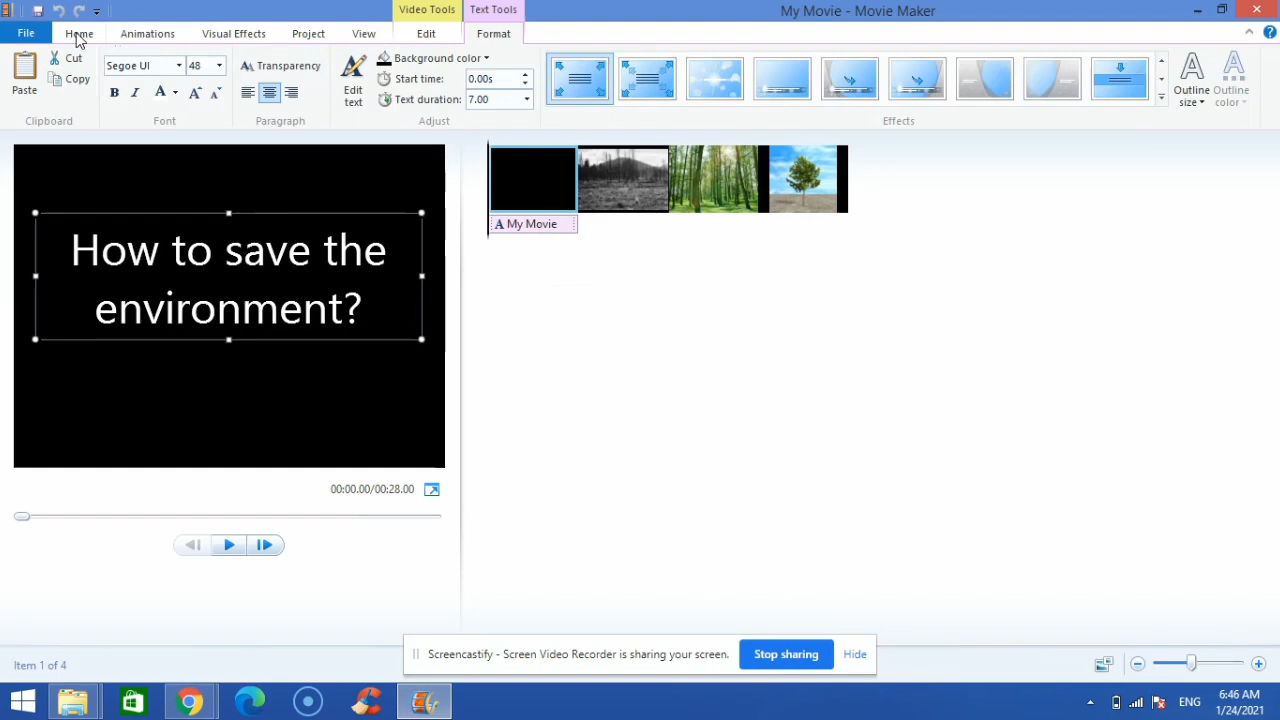 Video Tools
Text Tools
My Movie - Movie Maker
File
Home
Animations
Visual Effects
Project
View
Edit
Format
Paste
Cut
Copy
Clipboard
Segoe UI
48
B
I
A
A
A
Font
Transparency
Paragraph
Edit
text
Background color
Start time:
0.00s
Text duration:
7.00
Adjust
Effects
Outline
size
Outline
color
How to save the
environment?
A My Movie
00:00.00/00:28.00
Screencastify - Screen Video Recorder is sharing your screen.
Stop sharing
Hide
Item 1 of 4
ENG
6:46 AM
1/24/2021